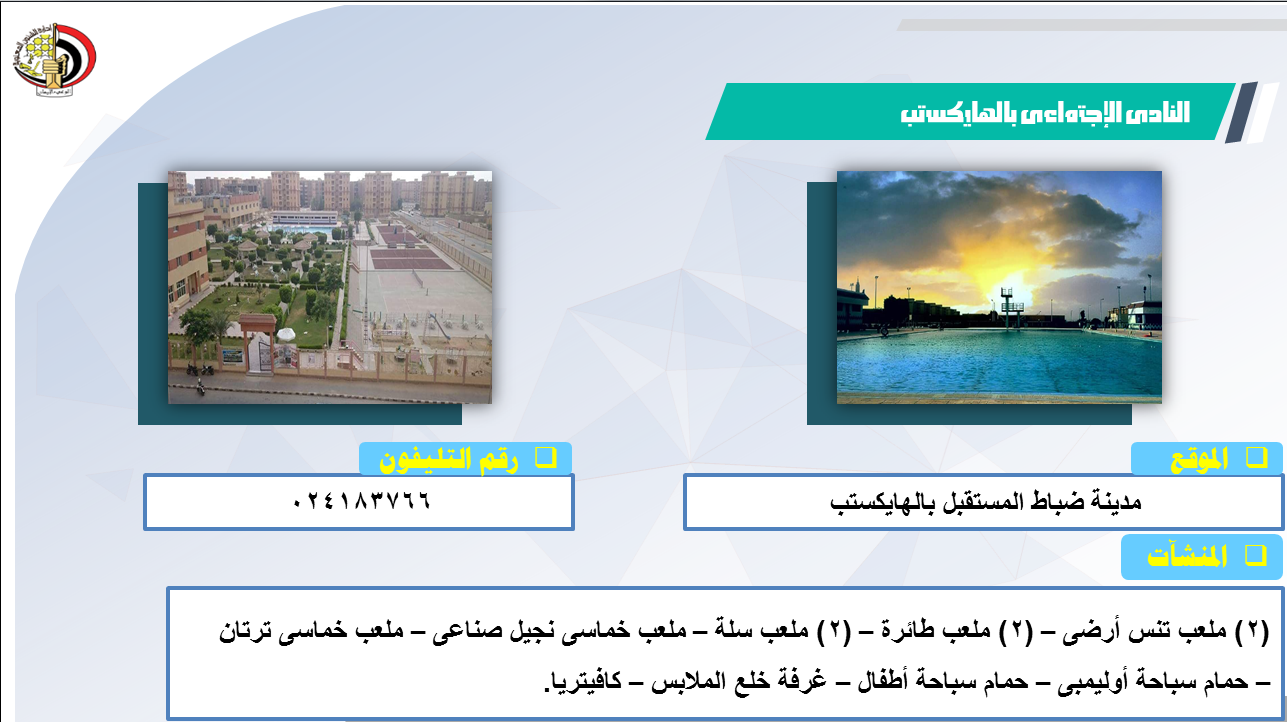 النادى الإجتماعى بالهايكستب
الموقع
رقم التليفون
مدينة ضباط المستقبل بالهايكستب
٠٢٤١٨٣٧٦٦
المنشآت
(٢) ملعب تنس أرضى – (٢) ملعب طائرة – (٢) ملعب سلة – ملعب خماسى نجيل صناعى – ملعب خماسى ترتان
– حمام سباحة أوليمبى – حمام سباحة أطفال – غرفة خلع الملابس – كافيتريا.